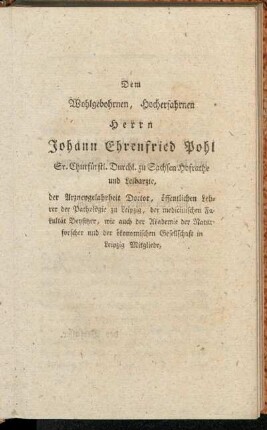 Dem
Wohlgebohrnen, Hocherfahrnen
Herrn
Johann Ehrenfried Pohl
Sr. Churfürstl. Durchl. zu Sachsen Hofrathe
und Leibarzte,
der Arzneygelahrheit Doctor, öffentlichen Leh-
rer der Pathologie zu Leipzig, der medicinischen Fa-
kultät Beysitzer, wie auch der Akademie der Natur-
forscher und der ökonomischen Gesellschaft in
Leipzig Mitgliede,